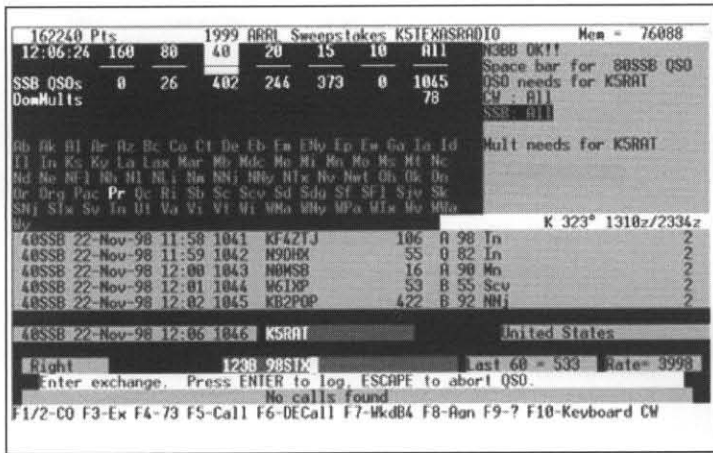 162240 Pts 1999 ARRL Sweepstakes K5TEXASRADIO Mem = 76088
12:06:24 160 80 40 20 15 10 All N3BB OK!!
Space bar for 80SSB QSO
SSB QSOs 0 26 402 244 373 0 1045 QSO needs for K5RAT
DomMults 78 CW : All
SSB: All
Ab Ak Al Ar Az Bc Co Ct De Eb Em ENy Ep Ew Ga Ia Id Mult needs for K5RAT
Il In Ks Ky La Lax Mar Mb Mdc Me Mi Mn Mo Ms Mt Nc
Nd Ne NFl Nh Nl NLi Nm NNj NNy NTx Nv Nwt Oh Ok On
Or Org Pac Pr Qc Ri Sb Sc Scv Sd Sdg Sf SFl Sjv Sk
SNj STx Sv Tn Ut Va Vi Vt Wi WMa WNy WPa WTx Wv WWa
Wy K 323° 1310z/2334z
40SSB 22-Nov-98 11:58 1041 KF4ZTJ 106 A 98 Tn 2
40SSB 22-Nov-98 11:59 1042 N9DHX 55 Q 82 In 2
40SSB 22-Nov-98 12:00 1043 N0MSB 16 A 90 Mn 2
40SSB 22-Nov-98 12:01 1044 W6IXP 53 B 55 Scv 2
40SSB 22-Nov-98 12:02 1045 KB2POP 422 B 92 NNj 2
40SSB 22-Nov-98 12:06 1046 K5RAT United States
Right 123B 98STX Last 60 = 533 Rate= 3998
Enter exchange. Press ENTER to log, ESCAPE to abort QSO.
No calls found
F1/2-CQ F3-Ex F4-73 F5-Call F6-DECall F7-WkdB4 F8-Agn F9-? F10-Keyboard CW